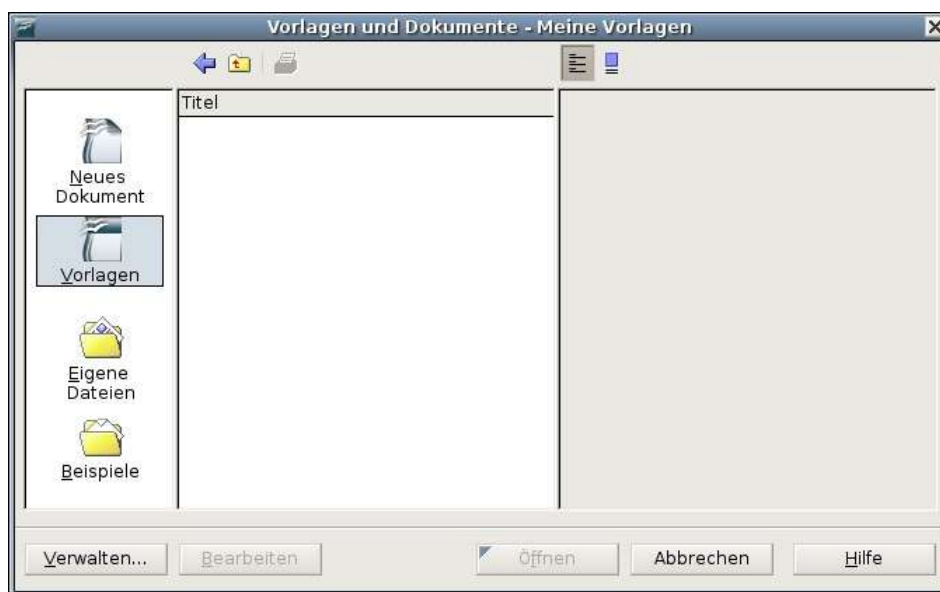 Vorlagen und Dokumente - Meine Vorlagen
Titel
Neues
Dokument
Vorlagen
Eigene
Dateien
Beispiele
Verwalten...
Bearbeiten
Öffnen
Abbrechen
Hilfe